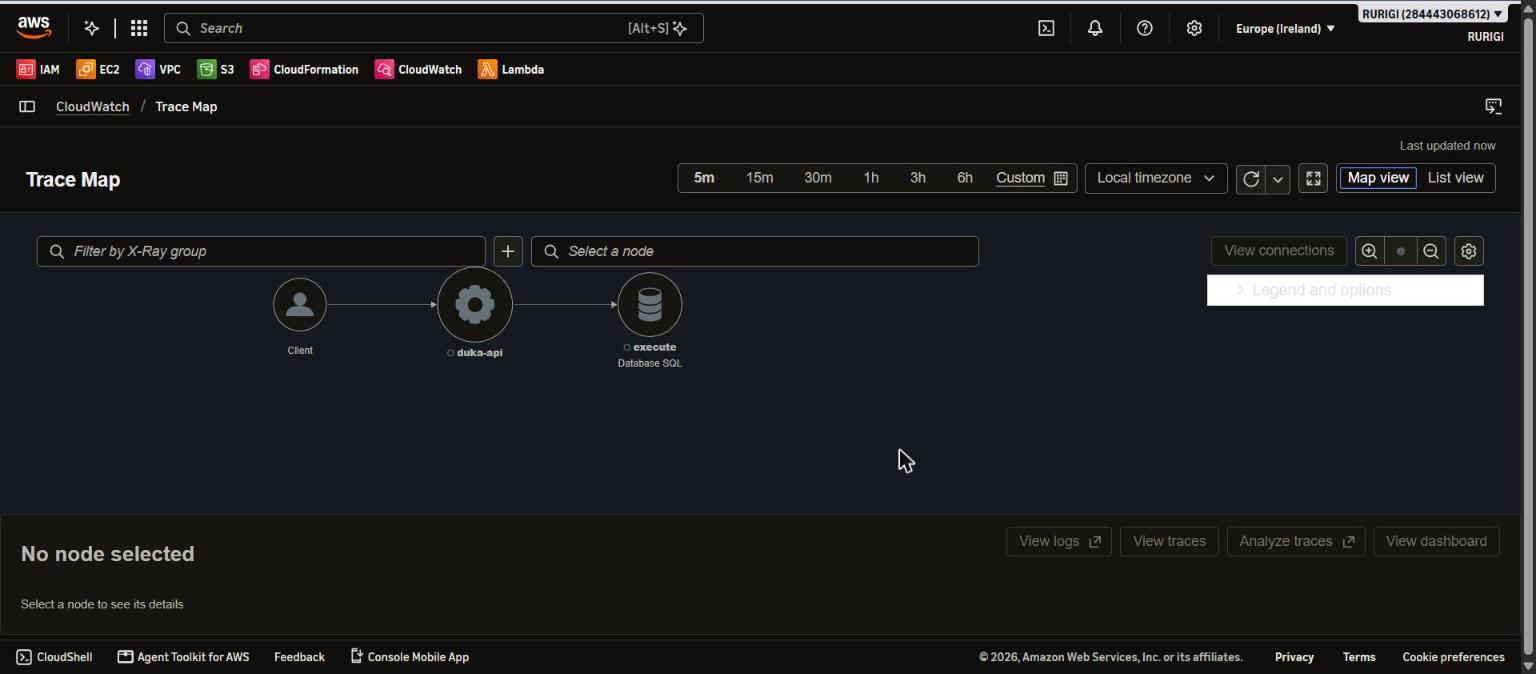 aws
Search [Alt+S]
Europe (Ireland)
RURIGI (284443068612)
RURIGI
IAM EC2 VPC S3 CloudFormation CloudWatch Lambda
CloudWatch / Trace Map
Last updated now
Trace Map
5m 15m 30m 1h 3h 6h Custom Local timezone Map view List view
Filter by X-Ray group + Select a node View connections
> Legend and options
Client
duka-api
execute
Database SQL
No node selected
View logs View traces Analyze traces View dashboard
Select a node to see its details
CloudShell Agent Toolkit for AWS Feedback Console Mobile App © 2026, Amazon Web Services, Inc. or its affiliates. Privacy Terms Cookie preferences